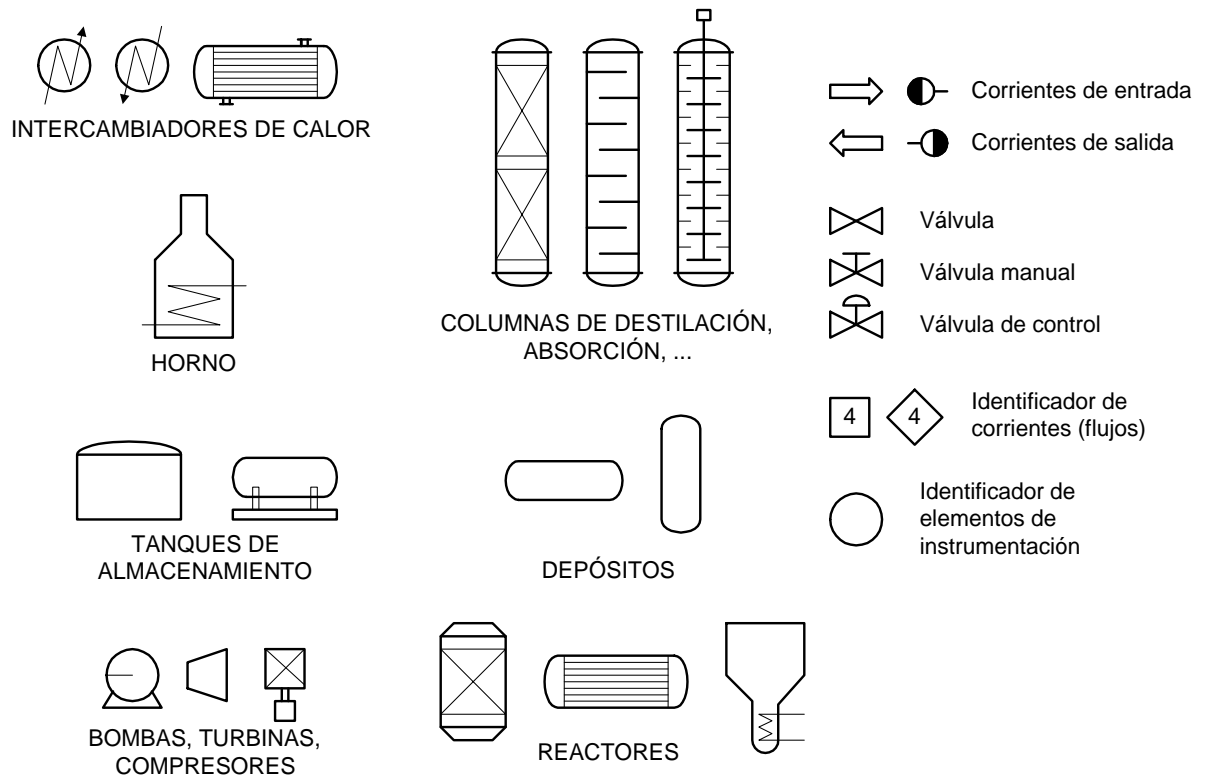 INTERCAMBIADORES DE CALOR
HORNO
TANQUES DE
ALMACENAMIENTO
BOMBAS, TURBINAS,
COMPRESORES
COLUMNAS DE DESTILACIÓN,
ABSORCIÓN, ...
DEPÓSITOS
REACTORES
Corrientes de entrada
Corrientes de salida
Válvula
Válvula manual
Válvula de control
4 4
Identificador de
corrientes (flujos)
Identificador de
elementos de
instrumentación